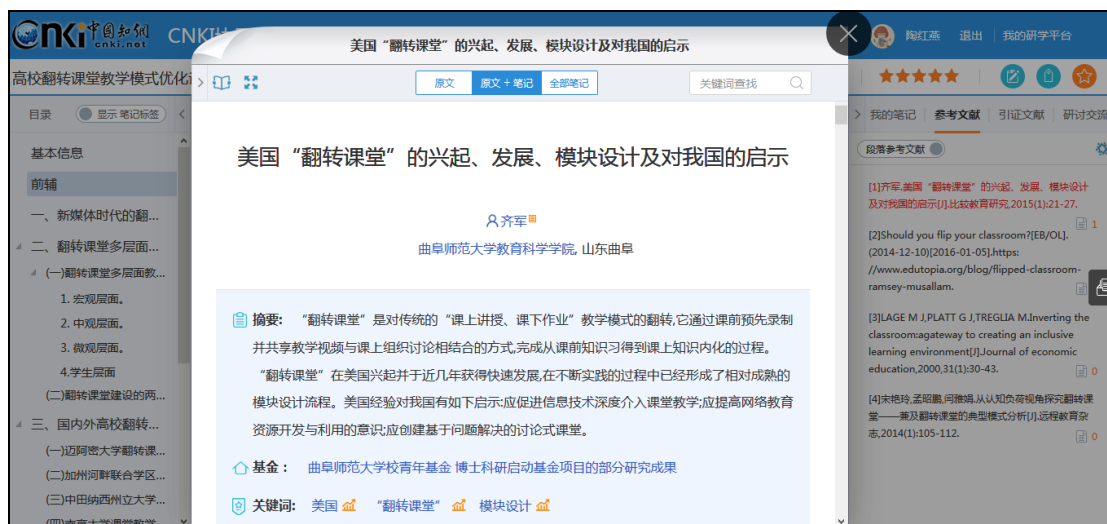 cnki 中国知网
cnki.net
CNKI
陶红燕 退出 我的研学平台
美国“翻转课堂”的兴起、发展、模块设计及对我国的启示
高校翻转课堂教学模式优化
原文 原文 + 笔记 全部笔记 关键词查找
目录 显示 笔记标签
基本信息
前辅
一、新媒体时代的翻...
二、翻转课堂多层面...
(一)翻转课堂多层面教...
1. 宏观层面。
2. 中观层面。
3. 微观层面。
4.学生层面
(二)翻转课堂建设的两...
三、国内外高校翻转...
(一)迈阿密大学翻转课...
(二)加州河畔联合学区...
(三)中田纳西州立大学...
(四)南京大学课堂教学
美国“翻转课堂”的兴起、发展、模块设计及对我国的启示
齐军
曲阜师范大学教育科学学院, 山东曲阜
摘要: “翻转课堂”是对传统的“课上讲授、课下作业”教学模式的翻转,它通过课前预先录制
并共享教学视频与课上组织讨论相结合的方式,完成从课前知识习得到课上知识内化的过程。
“翻转课堂”在美国兴起并于近几年获得快速发展,在不断实践的过程中已经形成了相对成熟的
模块设计流程。美国经验对我国有如下启示:应促进信息技术深度介入课堂教学;应提高网络教育
资源开发与利用的意识;应创建基于问题解决的讨论式课堂。
基金： 曲阜师范大学校青年基金 博士科研启动基金项目的部分研究成果
关键词: 美国 “翻转课堂” 模块设计
我的笔记 参考文献 引证文献 研讨交流
段落参考文献
[1]齐军.美国“翻转课堂”的兴起、发展、模块设计
及对我国的启示[J].比较教育研究,2015(1):21-27.
1
[2]Should you flip your classroom?[EB/OL].
(2014-12-10)[2016-01-05].https:
//www.edutopia.org/blog/flipped-classroom-
ramsey-musallam.
[3]LAGE M J,PLATT G J,TREGLIA M.Inverting the
classroom:agateway to creating an inclusive
learning environment[J].Journal of economic
education,2000,31(1):30-43.
0
[4]宋艳玲,孟昭鹏,闫雅娟.从认知负荷视角探究翻转课
堂——兼及翻转课堂的典型模式分析[J].远程教育杂
志,2014(1):105-112.
0